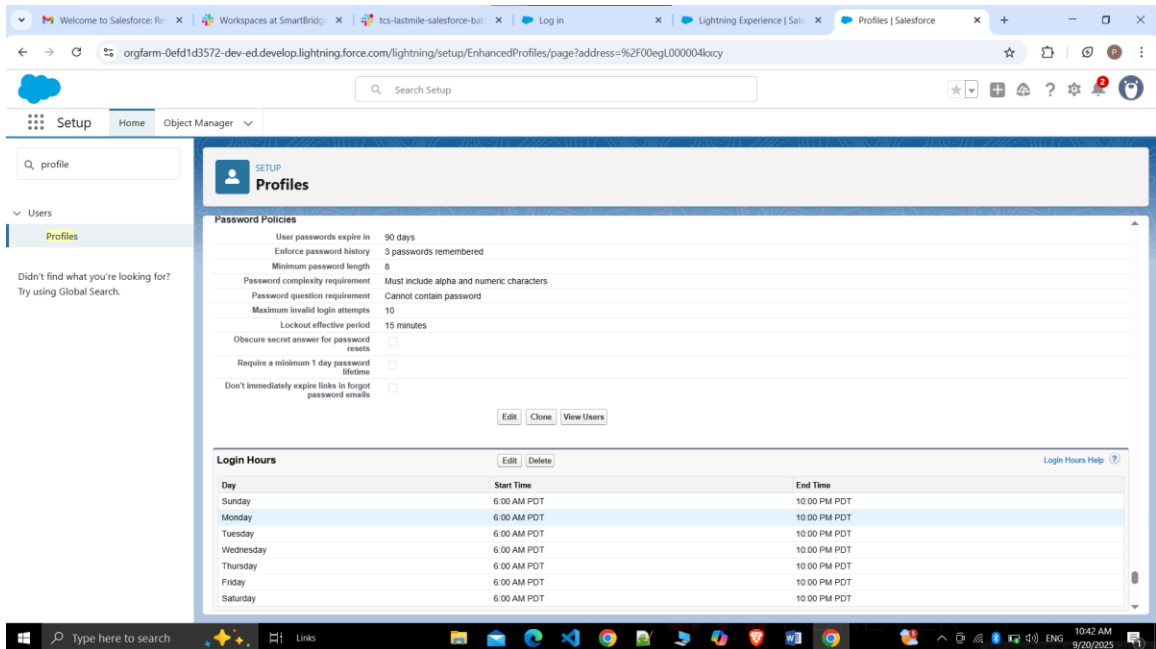 Welcome to Salesforce: Re
Workspaces at SmartBridg
tcs-lastmile-salesforce-bat
Log in
Lightning Experience | Sale
Profiles | Salesforce
orgfarm-0efd1d3572-dev-ed.develop.lightning.force.com/lightning/setup/EnhancedProfiles/page?address=%2F00egL000004kxcy
P
Search Setup
2
Setup Home Object Manager
profile
Users
Profiles
Didn't find what you're looking for?
Try using Global Search.
SETUP
Profiles
Password Policies
User passwords expire in 90 days
Enforce password history 3 passwords remembered
Minimum password length 8
Password complexity requirement Must include alpha and numeric characters
Password question requirement Cannot contain password
Maximum invalid login attempts 10
Lockout effective period 15 minutes
Obscure secret answer for password
resets
Require a minimum 1 day password
lifetime
Don't immediately expire links in forgot
password emails
Edit Clone View Users
Login Hours Edit Delete Login Hours Help ?
Day Start Time End Time
Sunday 6:00 AM PDT 10:00 PM PDT
Monday 6:00 AM PDT 10:00 PM PDT
Tuesday 6:00 AM PDT 10:00 PM PDT
Wednesday 6:00 AM PDT 10:00 PM PDT
Thursday 6:00 AM PDT 10:00 PM PDT
Friday 6:00 AM PDT 10:00 PM PDT
Saturday 6:00 AM PDT 10:00 PM PDT
Type here to search
Links
ENG
10:42 AM
9/20/2025